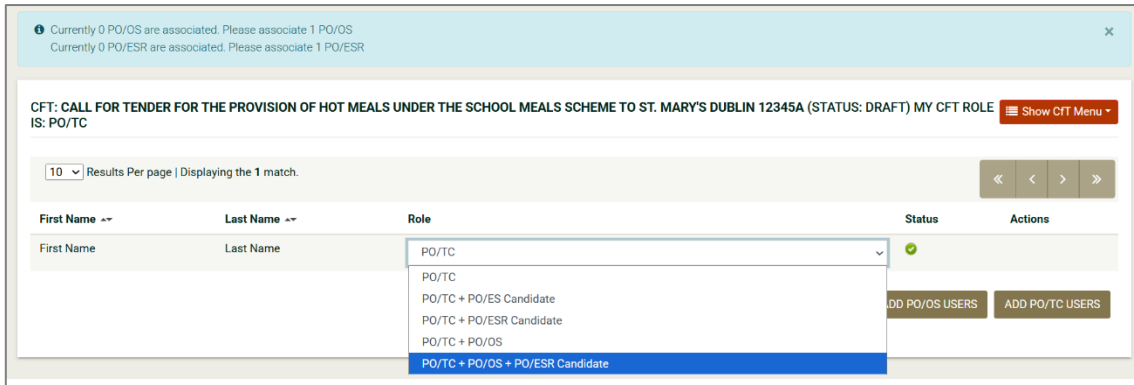 Currently 0 PO/OS are associated. Please associate 1 PO/OS
Currently 0 PO/ESR are associated. Please associate 1 PO/ESR
×
CFT: CALL FOR TENDER FOR THE PROVISION OF HOT MEALS UNDER THE SCHOOL MEALS SCHEME TO ST. MARY'S DUBLIN 12345A (STATUS: DRAFT) MY CFT ROLE
IS: PO/TC
Show CfT Menu
10 Results Per page | Displaying the 1 match.
« ‹ › »
First Name Last Name Role Status Actions
First Name Last Name PO/TC
PO/TC
PO/TC + PO/ES Candidate
PO/TC + PO/ESR Candidate
PO/TC + PO/OS
PO/TC + PO/OS + PO/ESR Candidate
PO/OS USERS ADD PO/TC USERS